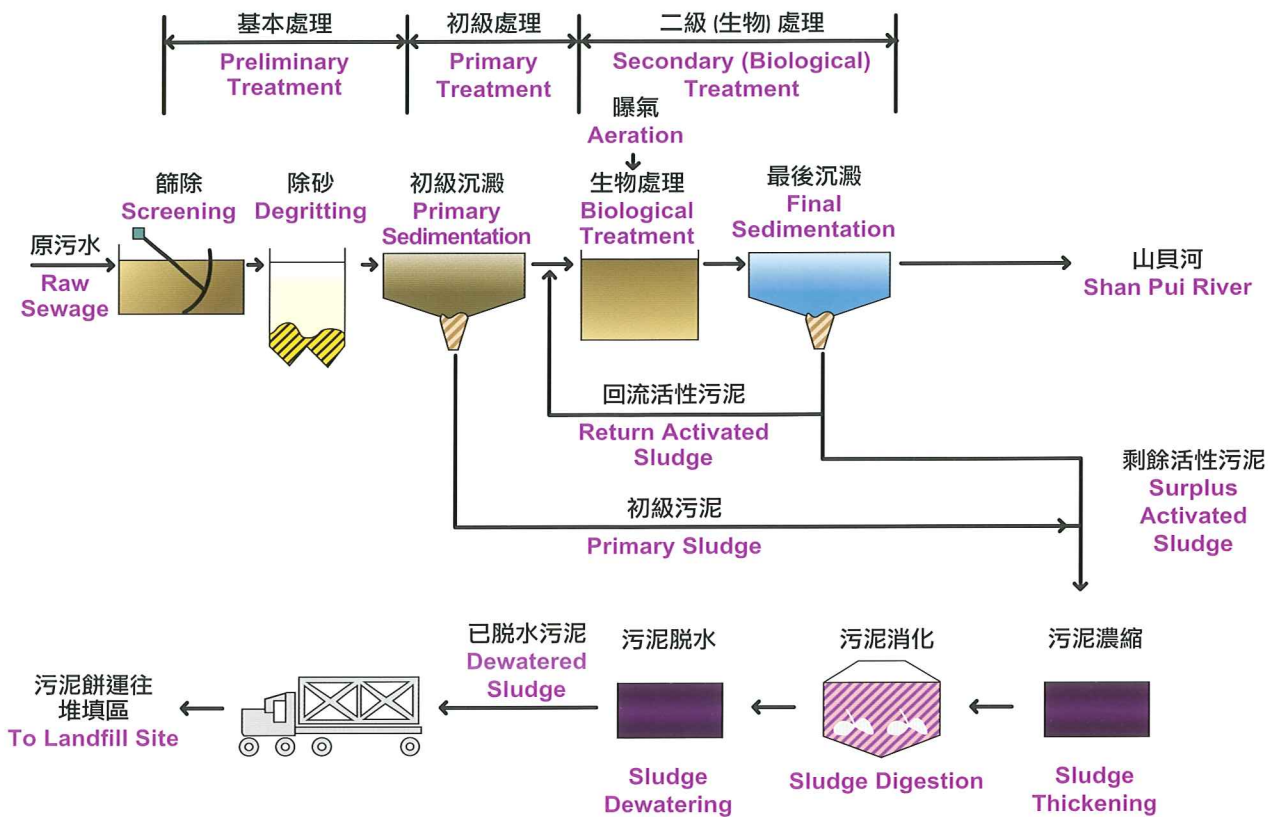 基本處理
Preliminary
Treatment
初級處理
Primary
Treatment
二級 (生物) 處理
Secondary (Biological)
Treatment
曝氣
Aeration
篩除
Screening
除砂
Degritting
初級沉澱
Primary
Sedimentation
生物處理
Biological
Treatment
最後沉澱
Final
Sedimentation
原污水
Raw
Sewage
山貝河
Shan Pui River
回流活性污泥
Return Activated
Sludge
剩餘活性污泥
Surplus
Activated
Sludge
初級污泥
Primary Sludge
污泥餅運往
堆填區
To Landfill Site
已脱水污泥
Dewatered
Sludge
污泥脱水
Sludge
Dewatering
污泥消化
Sludge Digestion
污泥濃縮
Sludge
Thickening